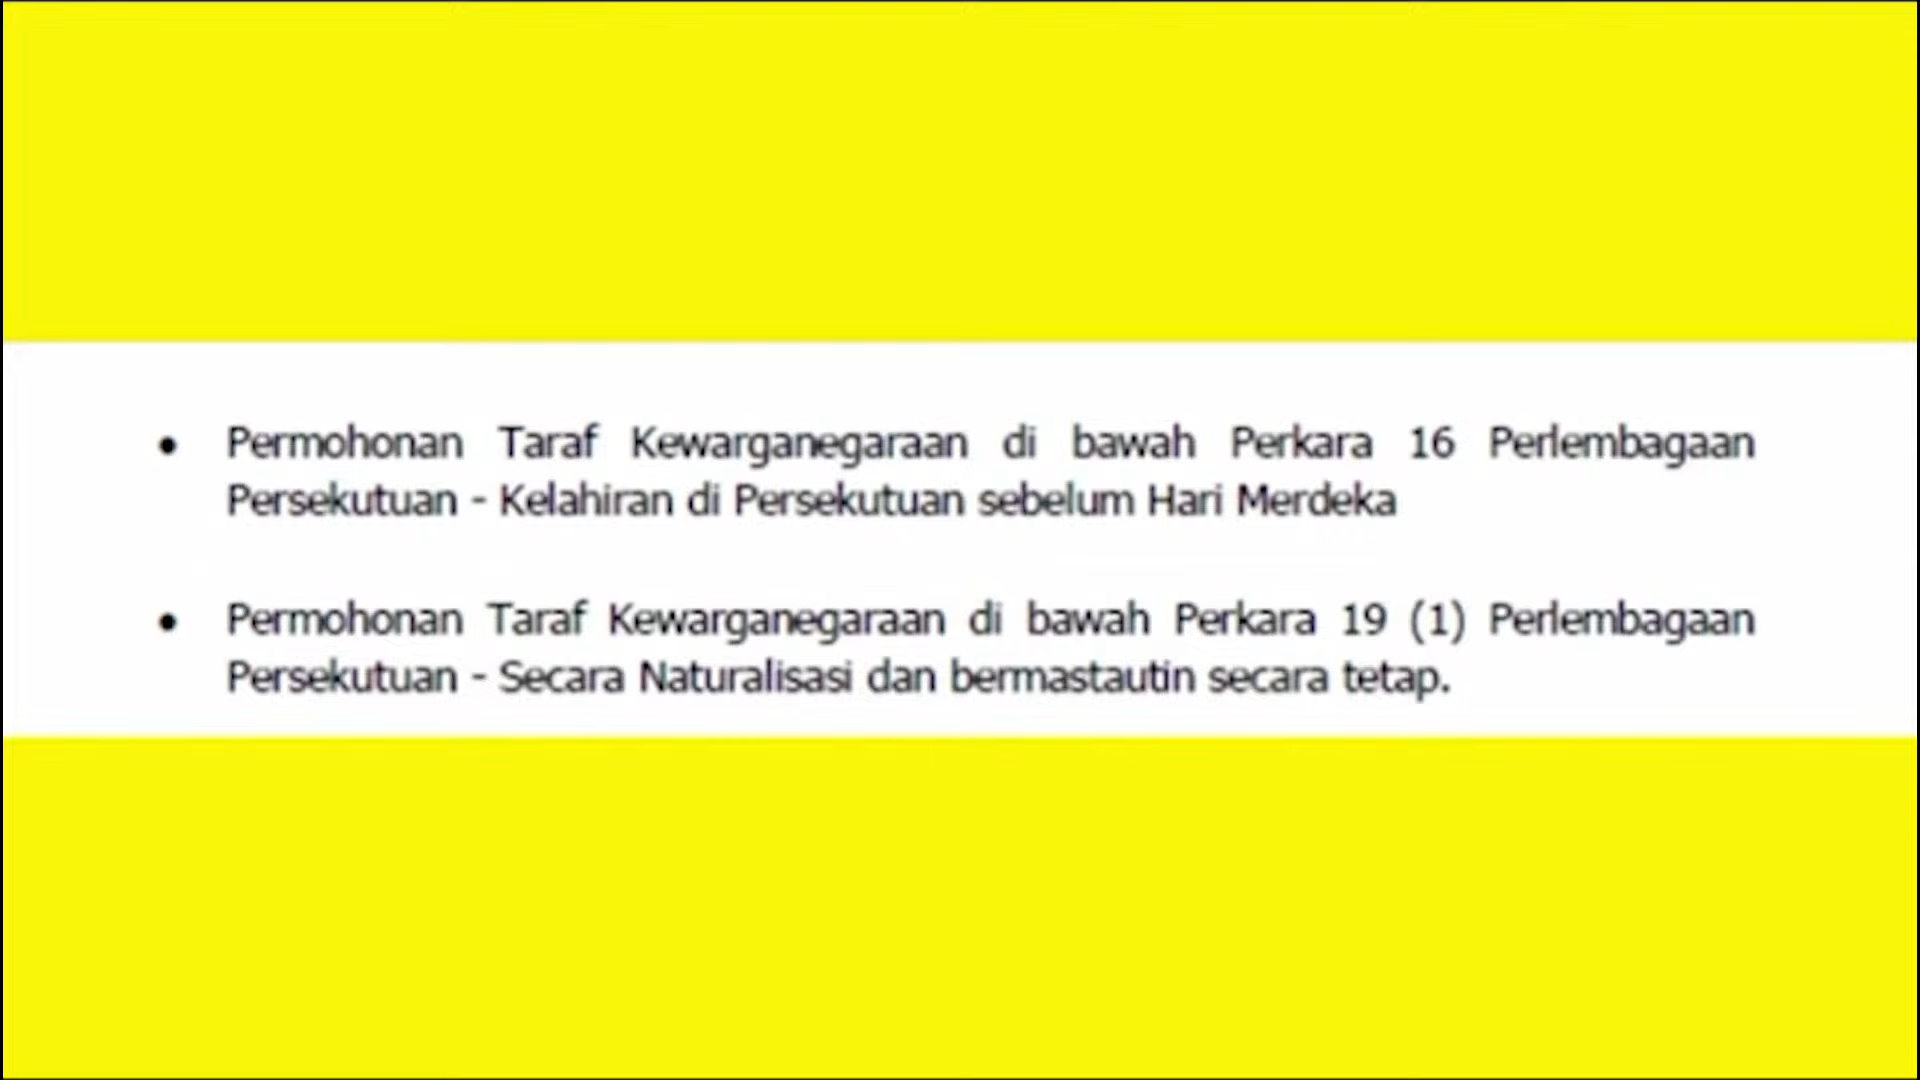 • Permohonan Taraf Kewarganegaraan di bawah Perkara 16 Perlembagaan
Persekutuan - Kelahiran di Persekutuan sebelum Hari Merdeka
• Permohonan Taraf Kewarganegaraan di bawah Perkara 19 (1) Perlembagaan
Persekutuan - Secara Naturalisasi dan bermastautin secara tetap.